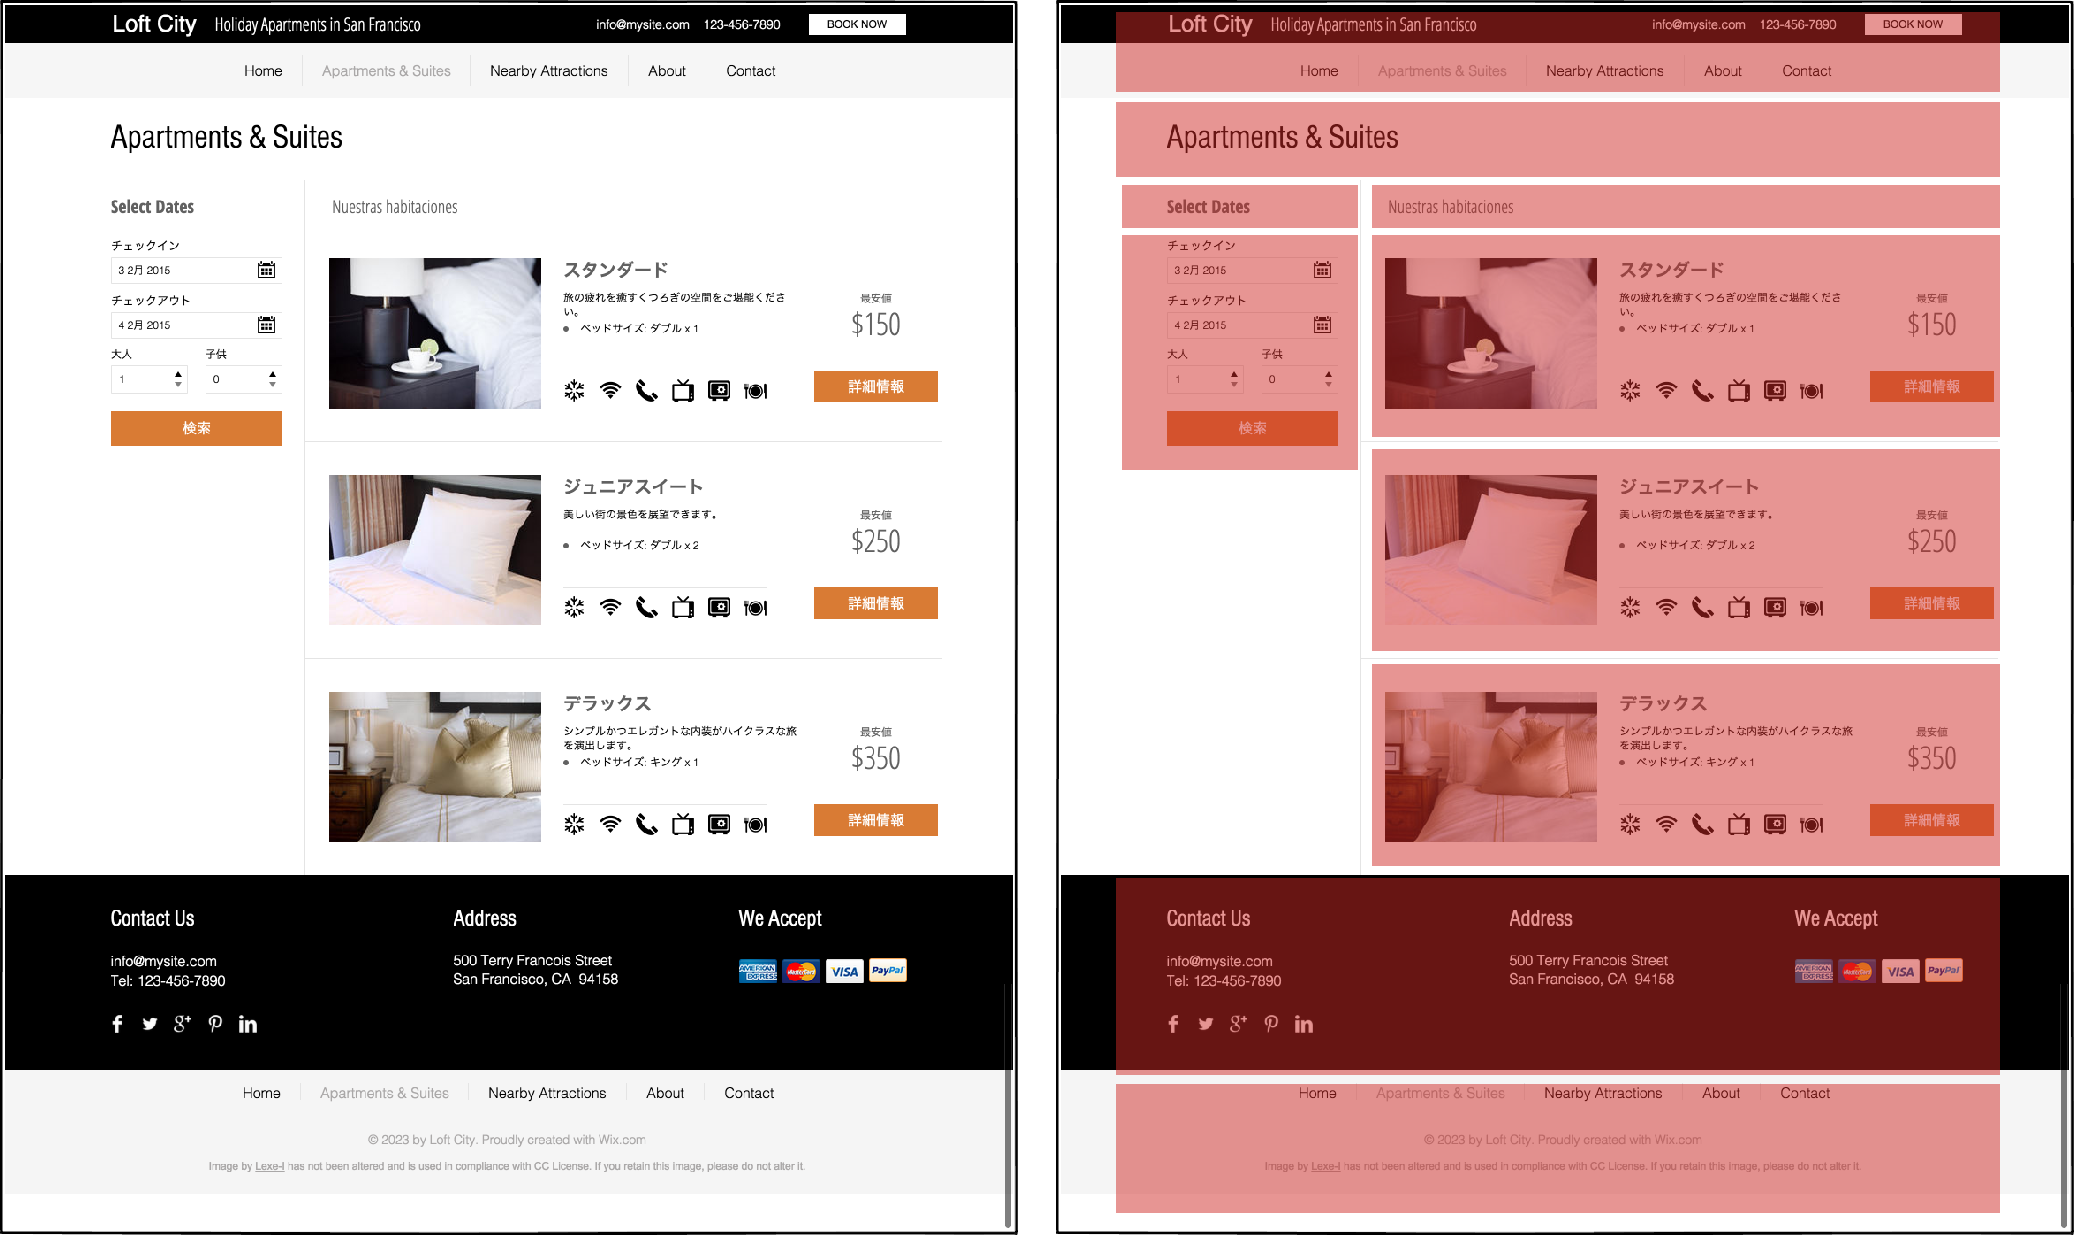 Loft City Holiday Apartments in San Francisco info@mysite.com 123-456-7890 BOOK NOW
Home Apartments & Suites Nearby Attractions About Contact
Apartments & Suites
Select Dates
チェックイン
3 2月 2015
チェックアウト
4 2月 2015
大人 子供
1 0
検索
Nuestras habitaciones
スタンダード
旅の疲れを癒すくつろぎの空間をご堪能くださ
い。
ベッドサイズ: ダブル x 1
最安値
$150
詳細情報
ジュニアスイート
美しい街の景色を展望できます。
ベッドサイズ: ダブル x 2
最安値
$250
詳細情報
デラックス
シンプルかつエレガントな内装がハイクラスな旅
を演出します。
ベッドサイズ: キング x 1
最安値
$350
詳細情報
Contact Us
info@mysite.com
Tel: 123-456-7890
Address
500 Terry Francois Street
San Francisco, CA 94158
We Accept
AMERICAN EXPRESS MasterCard VISA PayPal
Home Apartments & Suites Nearby Attractions About Contact
© 2023 by Loft City. Proudly created with Wix.com
Image by Lexe-I has not been altered and is used in compliance with CC License. If you retain this image, please do not alter it.
Loft City Holiday Apartments in San Francisco info@mysite.com 123-456-7890 BOOK NOW
Home Apartments & Suites Nearby Attractions About Contact
Apartments & Suites
Select Dates
チェックイン
3 2月 2015
チェックアウト
4 2月 2015
大人 子供
1 0
検索
Nuestras habitaciones
スタンダード
旅の疲れを癒すくつろぎの空間をご堪能くださ
い。
ベッドサイズ: ダブル x 1
最安値
$150
詳細情報
ジュニアスイート
美しい街の景色を展望できます。
ベッドサイズ: ダブル x 2
最安値
$250
詳細情報
デラックス
シンプルかつエレガントな内装がハイクラスな旅
を演出します。
ベッドサイズ: キング x 1
最安値
$350
詳細情報
Contact Us
info@mysite.com
Tel: 123-456-7890
Address
500 Terry Francois Street
San Francisco, CA 94158
We Accept
AMERICAN EXPRESS MasterCard VISA PayPal
Home Apartments & Suites Nearby Attractions About Contact
© 2023 by Loft City. Proudly created with Wix.com
Image by Lexe-I has not been altered and is used in compliance with CC License. If you retain this image, please do not alter it.